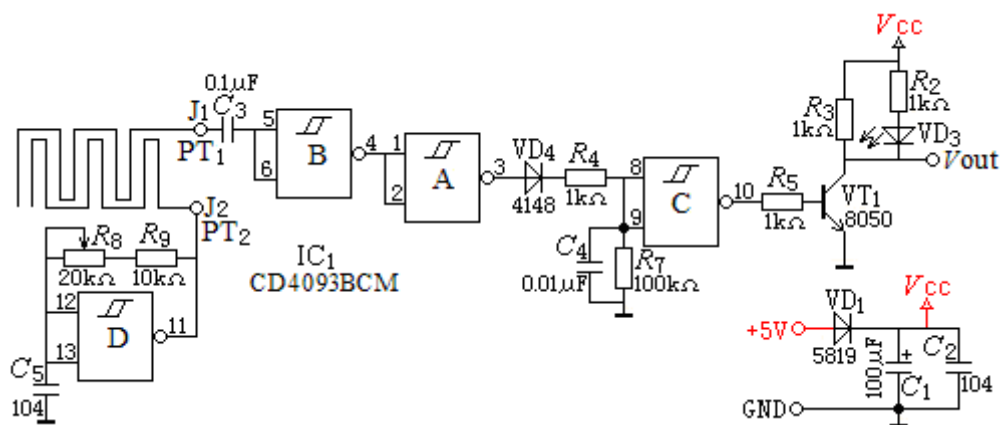 VCC
0.1μF
C3
J1
PT1
5
6
B
4
1
2
A
3
VD4
4148
R4
1kΩ
8
9
C
10
R5
1kΩ
R3
1kΩ
R2
1kΩ
VD3
Vout
VT1
8050
J2
PT2
R8
20kΩ
R9
10kΩ
IC1
CD4093BCM
C4
0.01μF
R7
100kΩ
12
13
D
11
C5
104
VCC
+5V
VD1
5819
100μF
+
C1
C2
104
GND